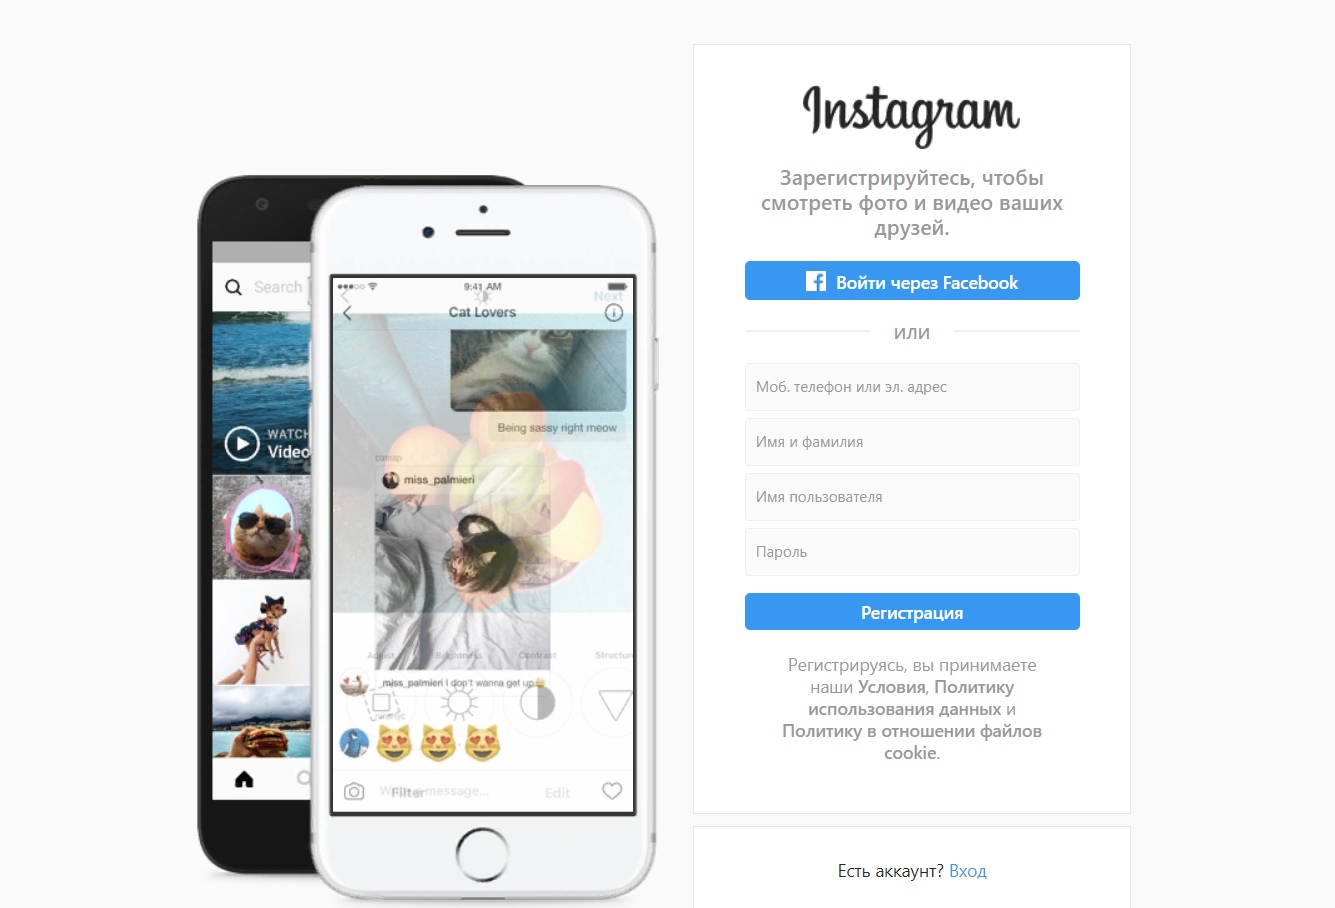 Search
WATCH
Video
9:41 AM
Next
Cat Lovers
Being sassy right meow
catnap
miss_palmieri
Adjust Brightness Contrast Structure
miss_palmieri I don't wanna get up
Filter
Edit
Instagram
Зарегистрируйтесь, чтобы
смотреть фото и видео ваших
друзей.
Войти через Facebook
или
Моб. телефон или эл. адрес
Имя и фамилия
Имя пользователя
Пароль
Регистрация
Регистрируясь, вы принимаете
наши Условия, Политику
использования данных и
Политику в отношении файлов
cookie.
Есть аккаунт? Вход